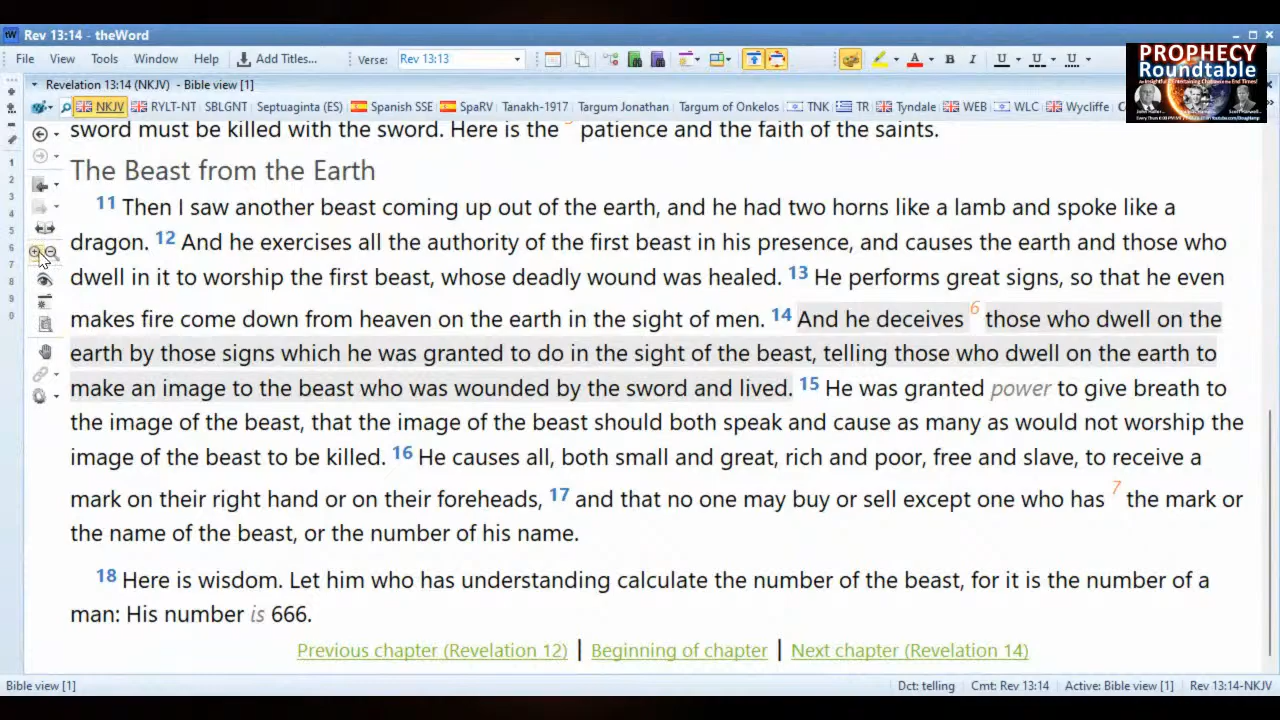 Rev 13:14 - theWord
PROPHECY
Roundtable
File View Tools Window Help Add Titles... Verse: Rev 13:13
Revelation 13:14 (NKJV) - Bible view [1]
NKJV RYLT-NT SBLGNT Septuaginta (ES) Spanish SSE SpaRV Tanakh-1917 Targum Jonathan Targum of Onkelos TNK TR Tyndale WEB WLC Wycliffe
sword must be killed with the sword. Here is the 5 patience and the faith of the saints.
The Beast from the Earth
11 Then I saw another beast coming up out of the earth, and he had two horns like a lamb and spoke like a
dragon. 12 And he exercises all the authority of the first beast in his presence, and causes the earth and those who
dwell in it to worship the first beast, whose deadly wound was healed. 13 He performs great signs, so that he even
makes fire come down from heaven on the earth in the sight of men. 14 And he deceives 6 those who dwell on the
earth by those signs which he was granted to do in the sight of the beast, telling those who dwell on the earth to
make an image to the beast who was wounded by the sword and lived. 15 He was granted power to give breath to
the image of the beast, that the image of the beast should both speak and cause as many as would not worship the
image of the beast to be killed. 16 He causes all, both small and great, rich and poor, free and slave, to receive a
mark on their right hand or on their foreheads, 17 and that no one may buy or sell except one who has 7 the mark or
the name of the beast, or the number of his name.
18 Here is wisdom. Let him who has understanding calculate the number of the beast, for it is the number of a
man: His number is 666.
Previous chapter (Revelation 12) | Beginning of chapter | Next chapter (Revelation 14)
1
2
3
4
5
6
7
8
9
0
Bible view [1] Dct: telling Cmt: Rev 13:14 Active: Bible view [1] Rev 13:14-NKJV